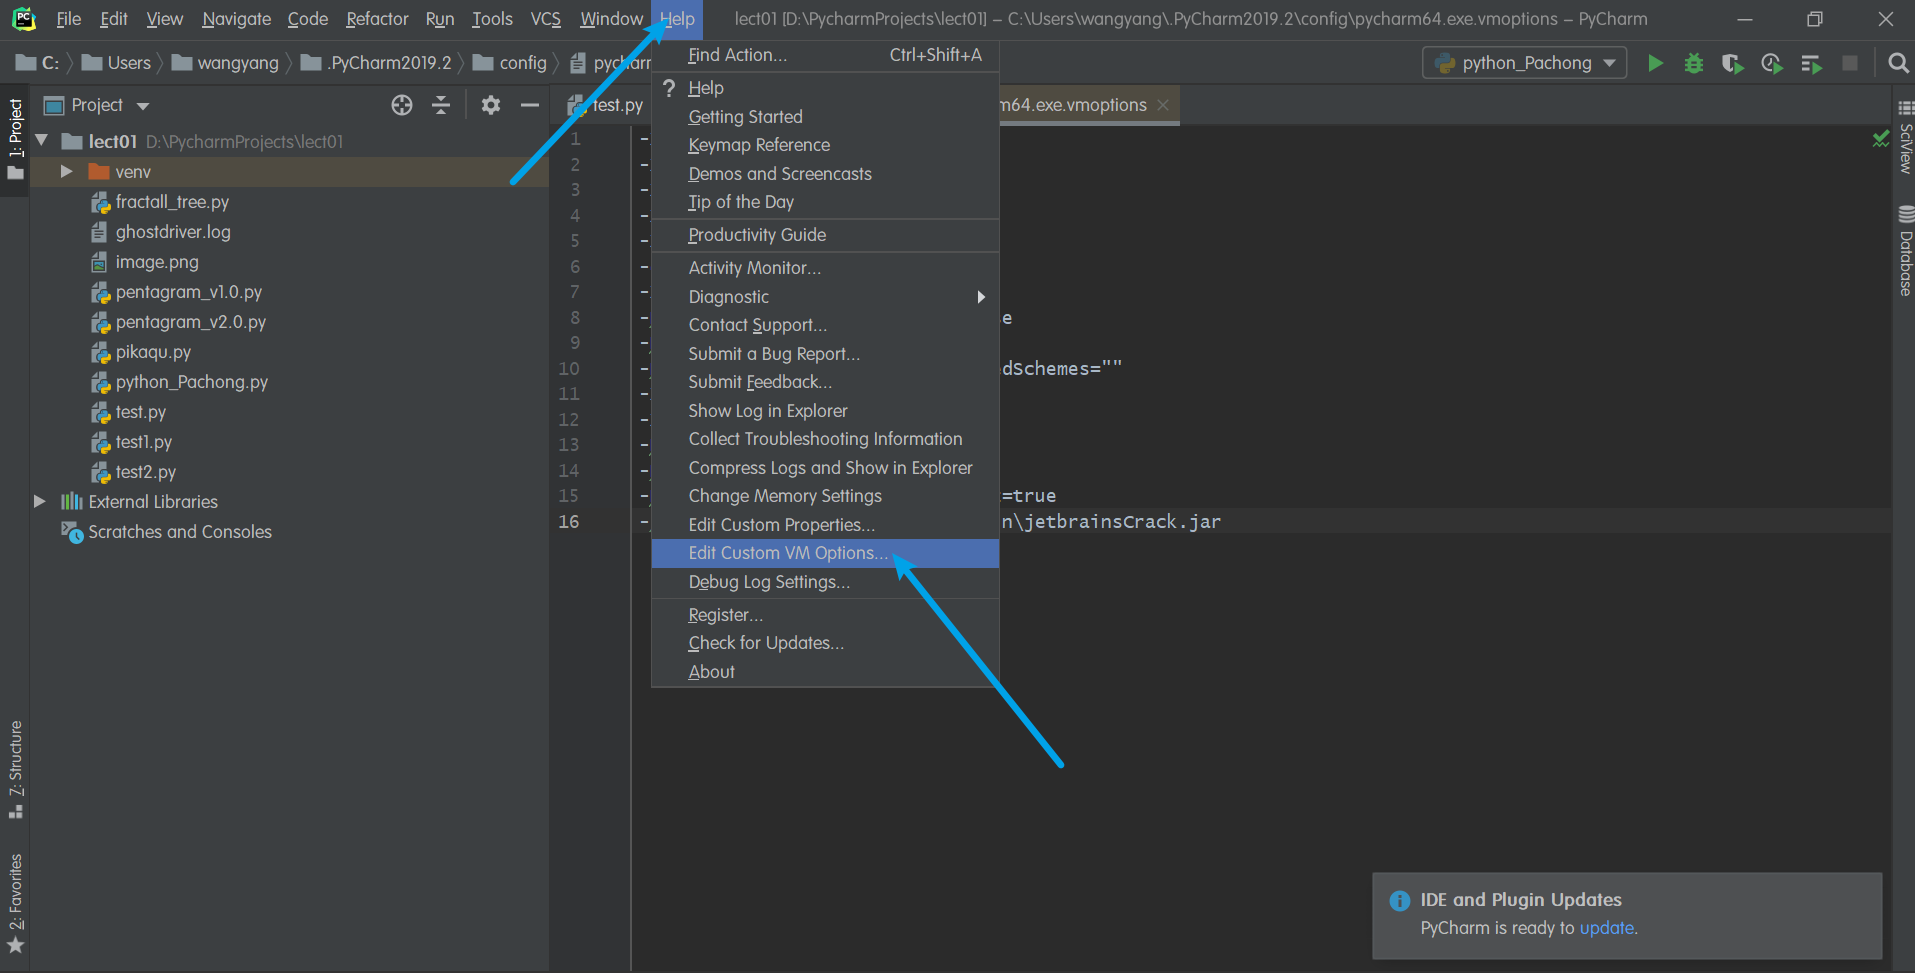 PC
File Edit View Navigate Code Refactor Run Tools VCS Window Help
lect01 [D:\PycharmProjects\lect01] – C:\Users\wangyang\.PyCharm2019.2\config\pycharm64.exe.vmoptions – PyCharm
C: Users wangyang .PyCharm2019.2 config
python_Pachong
Project
test.py
m64.exe.vmoptions
lect01 D:\PycharmProjects\lect01
venv
fractall_tree.py
ghostdriver.log
image.png
pentagram_v1.0.py
pentagram_v2.0.py
pikaqu.py
python_Pachong.py
test.py
test1.py
test2.py
External Libraries
Scratches and Consoles
1: Project
7: Structure
2: Favorites
Find Action... Ctrl+Shift+A
? Help
Getting Started
Keymap Reference
Demos and Screencasts
Tip of the Day
Productivity Guide
Activity Monitor...
Diagnostic
Contact Support...
Submit a Bug Report...
Submit Feedback...
Show Log in Explorer
Collect Troubleshooting Information
Compress Logs and Show in Explorer
Change Memory Settings
Edit Custom Properties...
Edit Custom VM Options...
Debug Log Settings...
Register...
Check for Updates...
About
1 -
2 -
3 -
4 -
5 -
6 -
7 -
8 - e
9 -
10 - dSchemes=""
11 -
12 -
13 -
14 -
15 - =true
16 - n\jetbrainsCrack.jar
SciView
Database
IDE and Plugin Updates
PyCharm is ready to update.